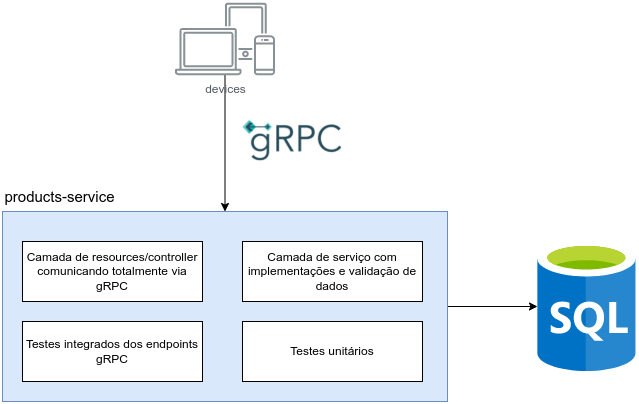 devices
gRPC
products-service
Camada de resources/controller
comunicando totalmente via
gRPC
Camada de serviço com
implementações e validação de
dados
Testes integrados dos endpoints
gRPC
Testes unitários
SQL